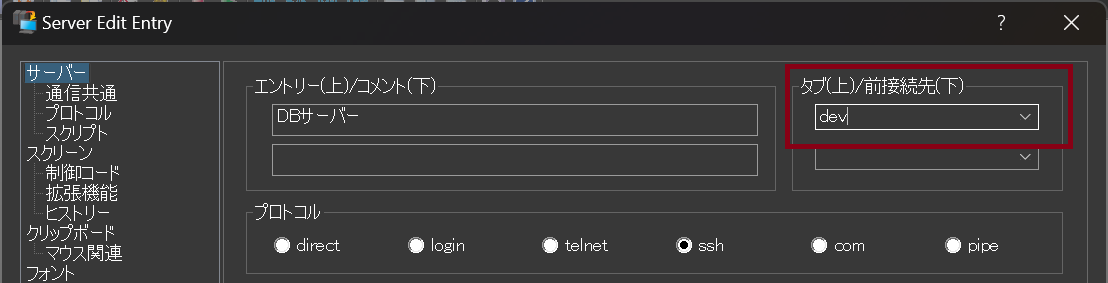 Server Edit Entry
サーバー
通信共通
プロトコル
スクリプト
スクリーン
制御コード
拡張機能
ヒストリー
クリップボード
マウス関連
フォント
エントリー(上)/コメント(下)
DBサーバー
タブ(上)/前接続先(下)
dev
プロトコル
direct login telnet ssh com pipe